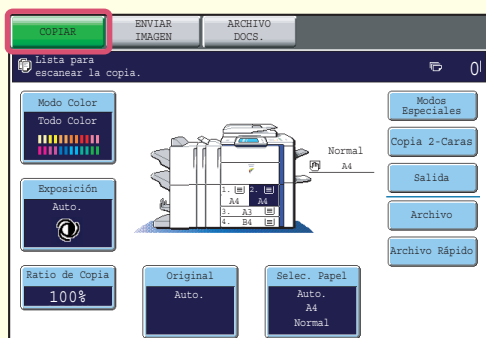 COPIAR
ENVIAR
IMAGEN
ARCHIVO
DOCS.
Lista para
escanear la copia.
0
Modo Color
Todo Color
Exposición
Auto.
Ratio de Copia
100%
Original
Auto.
Selec. Papel
Auto.
A4
Normal
1. 2.
A4 A4
3. A3
4. B4
Normal
A4
Modos
Especiales
Copia 2-Caras
Salida
Archivo
Archivo Rápido